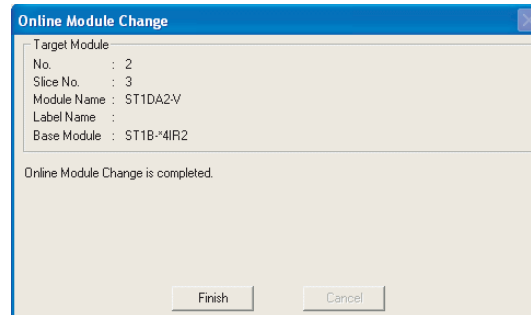 Online Module Change
Target Module
No. : 2
Slice No. : 3
Module Name : ST1DA2-V
Label Name :
Base Module : ST1B-*4IR2
Online Module Change is completed.
Finish Cancel